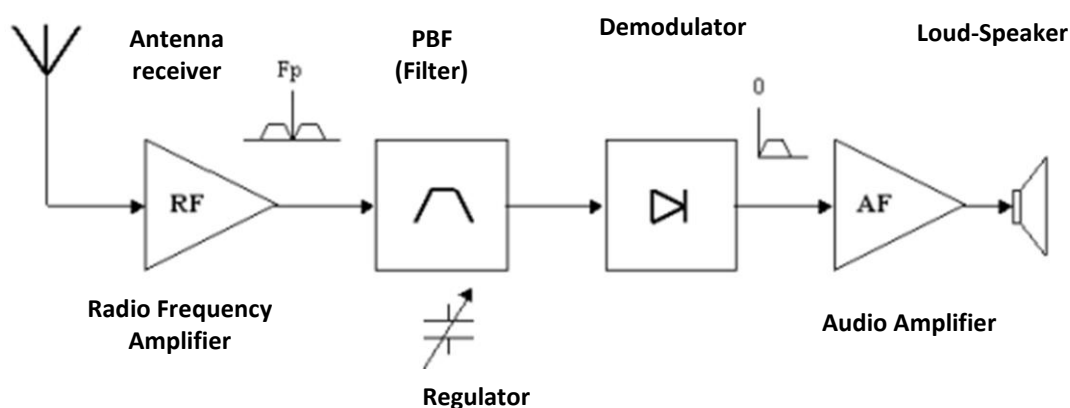 Antenna
receiver
PBF
(Filter)
Demodulator
Loud-Speaker
Fp
0
RF
AF
Radio Frequency
Amplifier
Audio Amplifier
Regulator